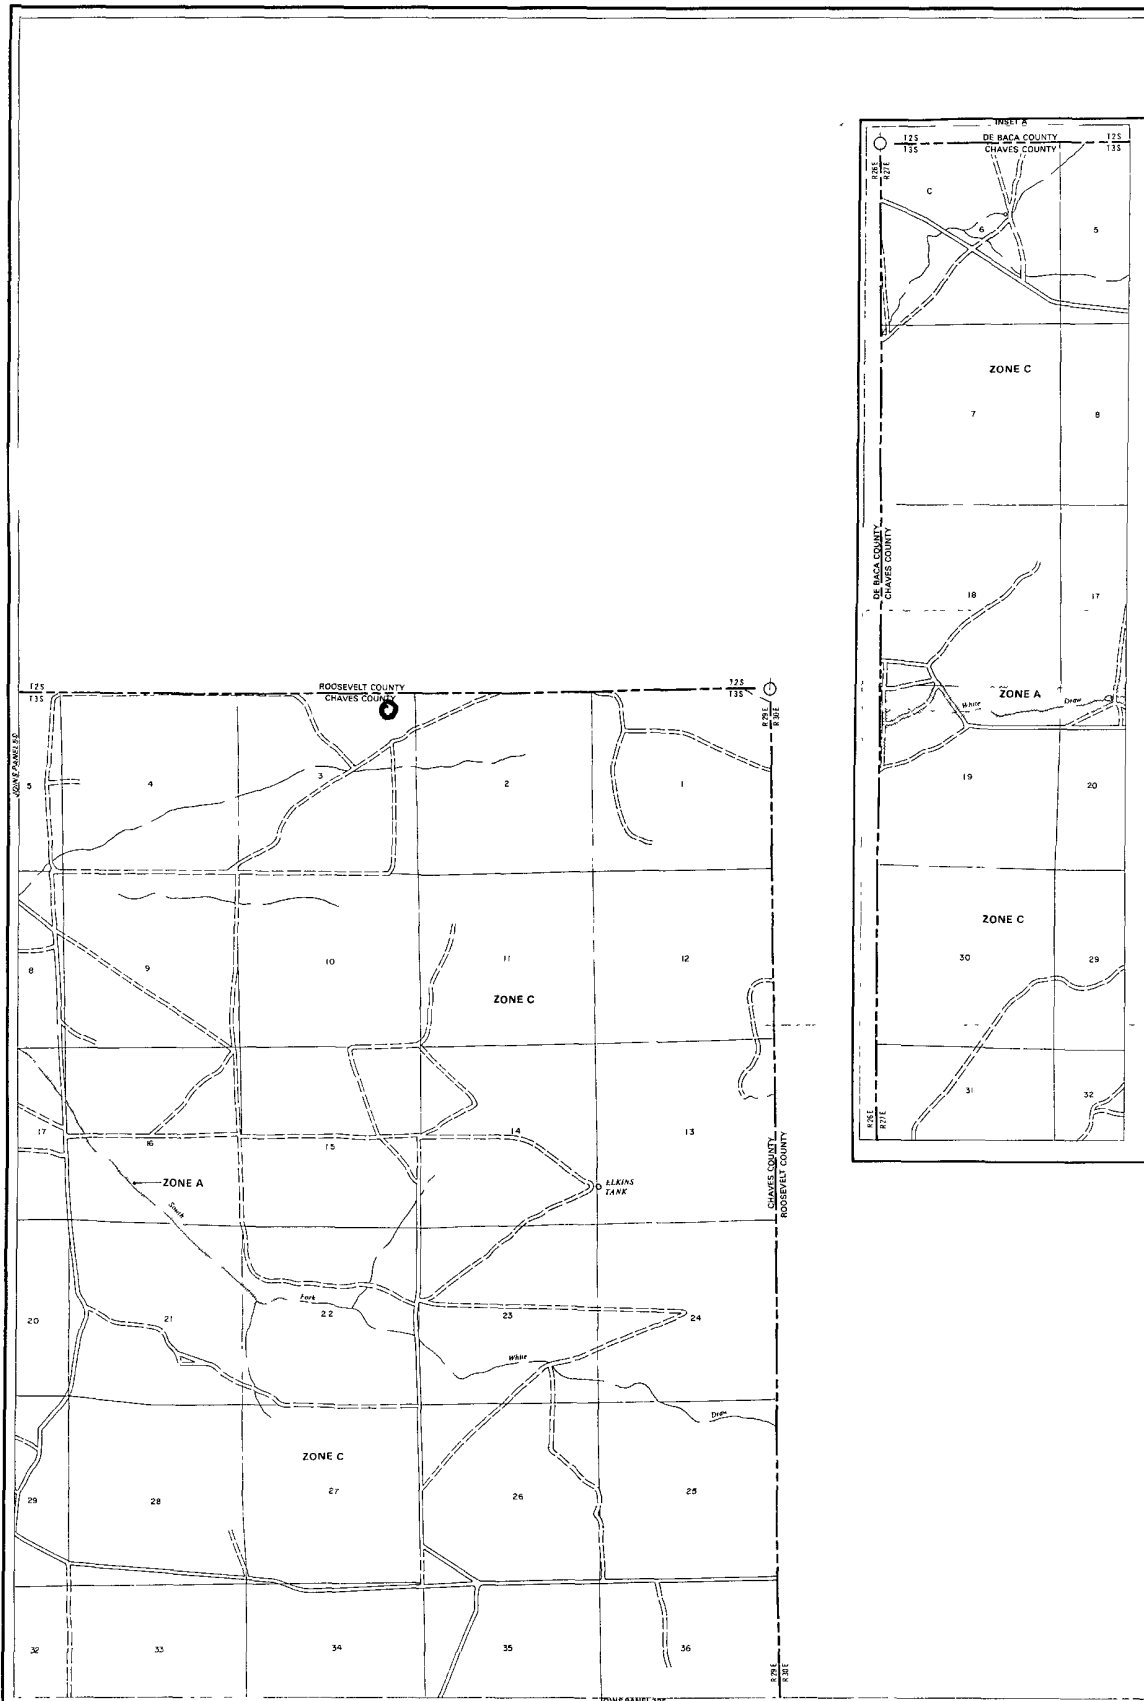 INSET A
T2S
DE BACA COUNTY
T2S
T3S
CHAVES COUNTY
T3S
R26E
R27E
C
6
5
ZONE C
7
8
DE BACA COUNTY
CHAVES COUNTY
18
17
ZONE A
White
Draw
19
20
ZONE C
30
29
31
32
R26E
R27E
T2S
ROOSEVELT COUNTY
T2S
T3S
CHAVES COUNTY
T3S
R29E
R30E
5
4
3
2
1
8
9
10
11
12
ZONE C
17
16
15
14
13
ZONE A
ELKINS
TANK
CHAVES COUNTY
ROOSEVELT COUNTY
South
Fork
20
21
22
23
24
White
Draw
ZONE C
29
28
27
26
25
32
33
34
35
36
R29E
R30E